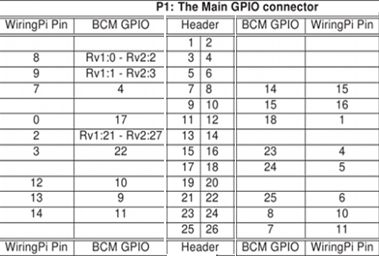 P1: The Main GPIO connector
WiringPi Pin BCM GPIO Header BCM GPIO WiringPi Pin
1 2
8 Rv1:0 - Rv2:2 3 4
9 Rv1:1 - Rv2:3 5 6
7 4 7 8 14 15
9 10 15 16
0 17 11 12 18 1
2 Rv1:21 - Rv2:27 13 14
3 22 15 16 23 4
17 18 24 5
12 10 19 20
13 9 21 22 25 6
14 11 23 24 8 10
25 26 7 11
WiringPi Pin BCM GPIO Header BCM GPIO WiringPi Pin